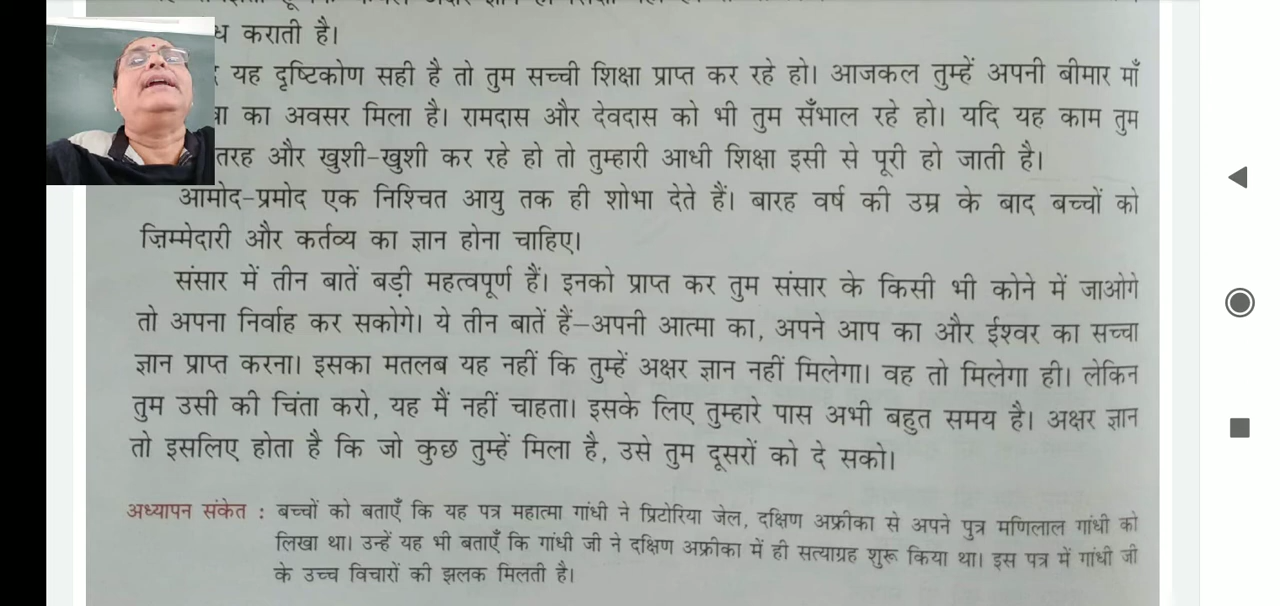 ध कराती है।
यह दृष्टिकोण सही है तो तुम सच्ची शिक्षा प्राप्त कर रहे हो। आजकल तुम्हें अपनी बीमार माँ
का अवसर मिला है। रामदास और देवदास को भी तुम सँभाल रहे हो। यदि यह काम तुम
तरह और खुशी-खुशी कर रहे हो तो तुम्हारी आधी शिक्षा इसी से पूरी हो जाती है।
आमोद-प्रमोद एक निश्चित आयु तक ही शोभा देते हैं। बारह वर्ष की उम्र के बाद बच्चों को
ज़िम्मेदारी और कर्तव्य का ज्ञान होना चाहिए।
संसार में तीन बातें बड़ी महत्वपूर्ण हैं। इनको प्राप्त कर तुम संसार के किसी भी कोने में जाओगे
तो अपना निर्वाह कर सकोगे। ये तीन बातें हैं–अपनी आत्मा का, अपने आप का और ईश्वर का सच्चा
ज्ञान प्राप्त करना। इसका मतलब यह नहीं कि तुम्हें अक्षर ज्ञान नहीं मिलेगा। वह तो मिलेगा ही। लेकिन
तुम उसी की चिंता करो, यह मैं नहीं चाहता। इसके लिए तुम्हारे पास अभी बहुत समय है। अक्षर ज्ञान
तो इसलिए होता है कि जो कुछ तुम्हें मिला है, उसे तुम दूसरों को दे सको।
अध्यापन संकेत : बच्चों को बताएँ कि यह पत्र महात्मा गांधी ने प्रिटोरिया जेल, दक्षिण अफ्रीका से अपने पुत्र मणिलाल गांधी को
लिखा था। उन्हें यह भी बताएँ कि गांधी जी ने दक्षिण अफ्रीका में ही सत्याग्रह शुरू किया था। इस पत्र में गांधी जी
के उच्च विचारों की झलक मिलती है।